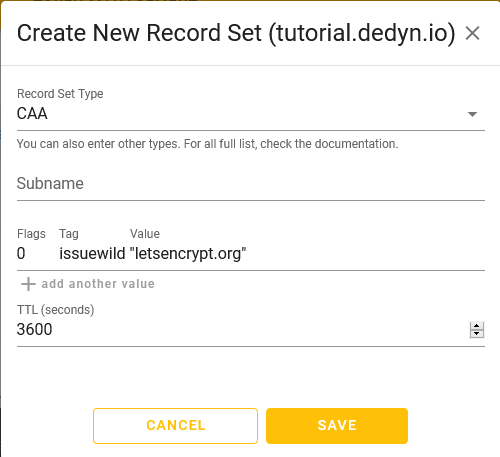 Create New Record Set (tutorial.dedyn.io)
Record Set Type
CAA
You can also enter other types. For all full list, check the documentation.
Subname
Flags Tag Value
0 issuewild "letsencrypt.org"
add another value
TTL (seconds)
3600
CANCEL SAVE